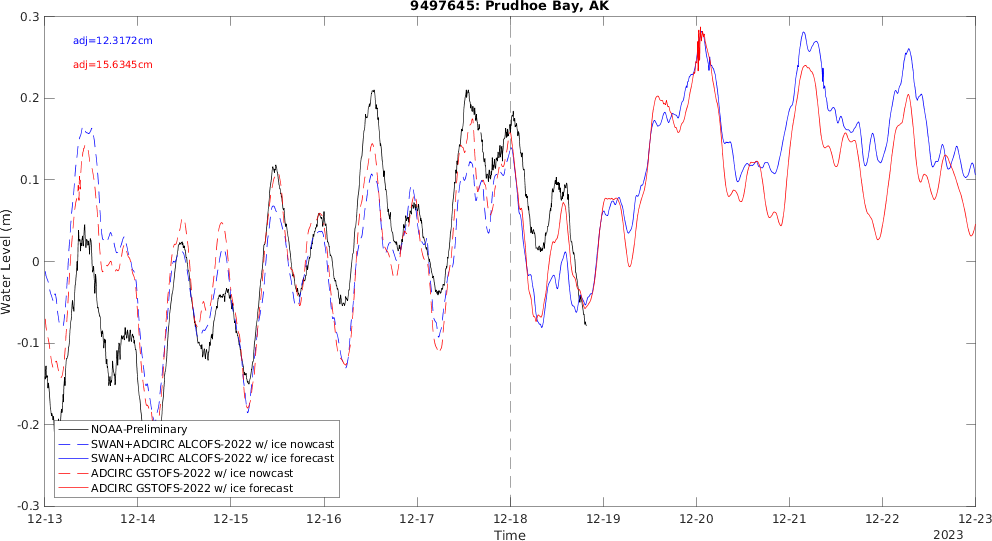 9497645: Prudhoe Bay, AK
0.3
adj=12.3172cm
adj=15.6345cm
0.2
0.1
0
-0.1
-0.2
-0.3
Water Level (m)
NOAA-Preliminary
SWAN+ADCIRC ALCOFS-2022 w/ ice nowcast
SWAN+ADCIRC ALCOFS-2022 w/ ice forecast
ADCIRC GSTOFS-2022 w/ ice nowcast
ADCIRC GSTOFS-2022 w/ ice forecast
12-13 12-14 12-15 12-16 12-17 12-18 12-19 12-20 12-21 12-22 12-23
Time
2023